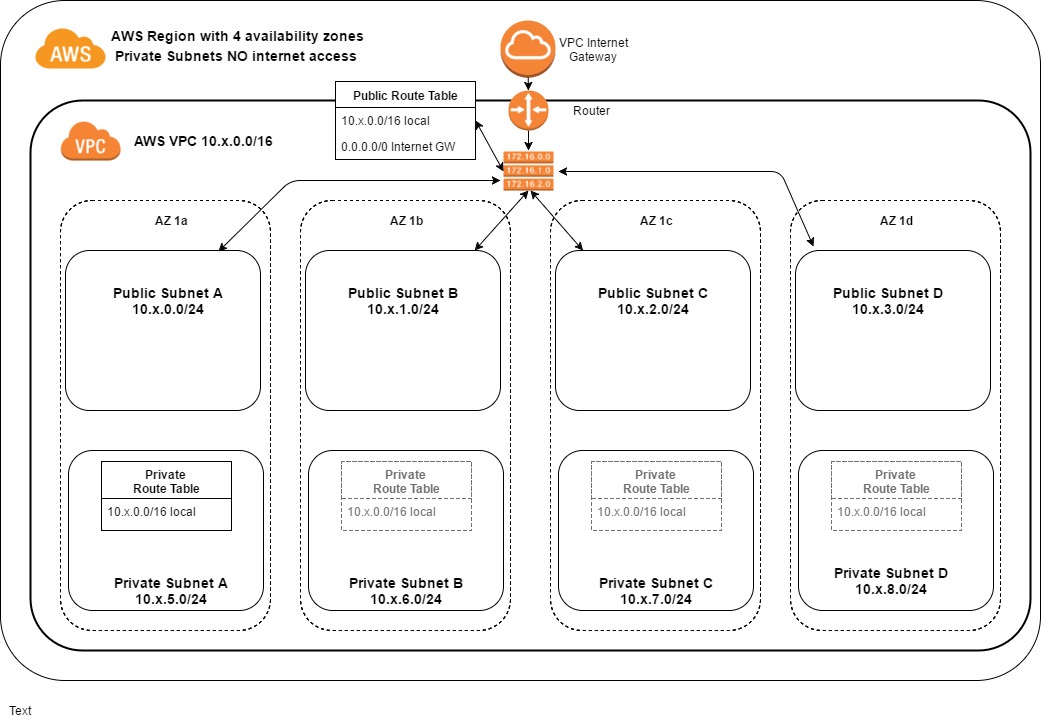 AWS
AWS Region with 4 availability zones
Private Subnets NO internet access
VPC Internet
Gateway
Public Route Table
10.x.0.0/16 local
0.0.0.0/0 Internet GW
Router
VPC
AWS VPC 10.x.0.0/16
172.16.0.0
172.16.1.0
172.16.2.0
AZ 1a
AZ 1b
AZ 1c
AZ 1d
Public Subnet A
10.x.0.0/24
Public Subnet B
10.x.1.0/24
Public Subnet C
10.x.2.0/24
Public Subnet D
10.x.3.0/24
Private
Route Table
10.x.0.0/16 local
Private Subnet A
10.x.5.0/24
Private
Route Table
10.x.0.0/16 local
Private Subnet B
10.x.6.0/24
Private
Route Table
10.x.0.0/16 local
Private Subnet C
10.x.7.0/24
Private
Route Table
10.x.0.0/16 local
Private Subnet D
10.x.8.0/24
Text